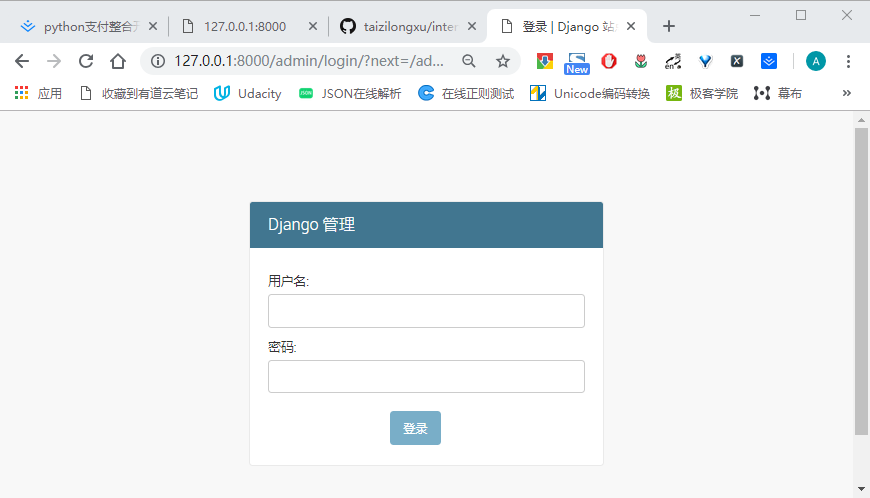 python支付整合开
127.0.0.1:8000
taizilongxu/inter
登录 | Django 站
127.0.0.1:8000/admin/login/?next=/ad...
New
en
A
应用
收藏到有道云笔记
Udacity
JSON
JSON在线解析
在线正则测试
Unicode编码转换
极
极客学院
幕布
»
Django 管理
用户名:
密码:
登录